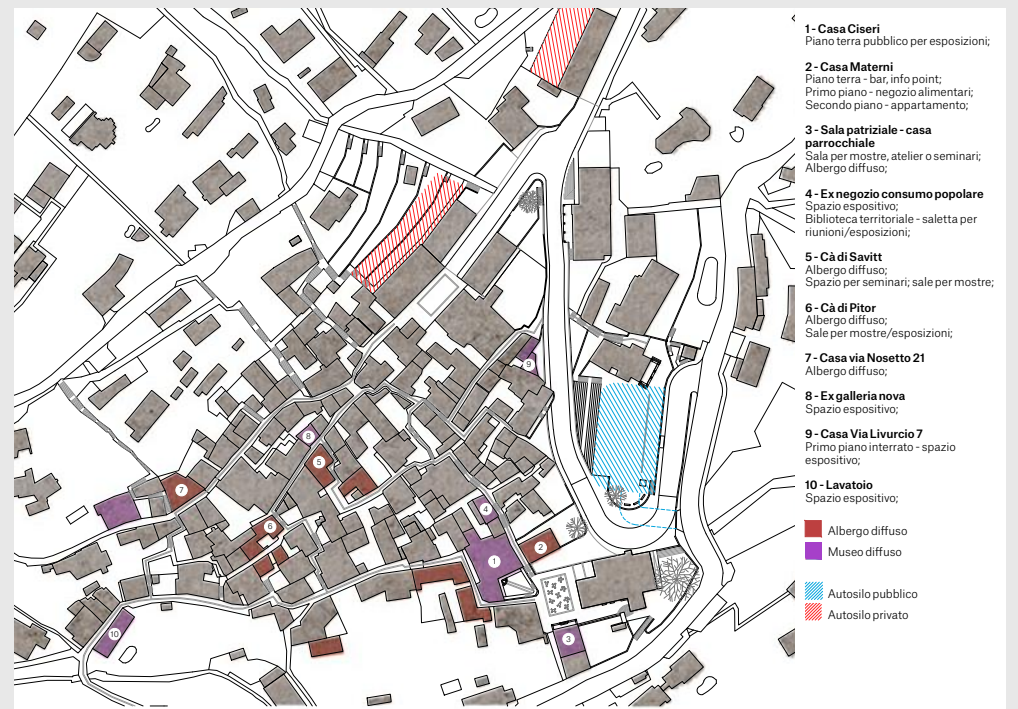 1 - Casa Ciseri
Piano terra pubblico per esposizioni;
2 - Casa Materni
Piano terra - bar, info point;
Primo piano - negozio alimentari;
Secondo piano - appartamento;
3 - Sala patriziale - casa
parrocchiale
Sala per mostre, atelier o seminari;
Albergo diffuso;
4 - Ex negozio consumo popolare
Spazio espositivo;
Biblioteca territoriale - saletta per
riunioni/esposizioni;
5 - Cà di Savitt
Albergo diffuso;
Spazio per seminari; sale per mostre;
6 - Cà di Pitor
Albergo diffuso;
Sale per mostre/esposizioni;
7 - Casa via Nosetto 21
Albergo diffuso;
8 - Ex galleria nova
Spazio espositivo;
9 - Casa Via Livurcio 7
Primo piano interrato - spazio
espositivo;
10 - Lavatoio
Spazio espositivo;
Albergo diffuso
Museo diffuso
Autosilo pubblico
Autosilo privato
9
8
5
7
4
6
2
1
10
3